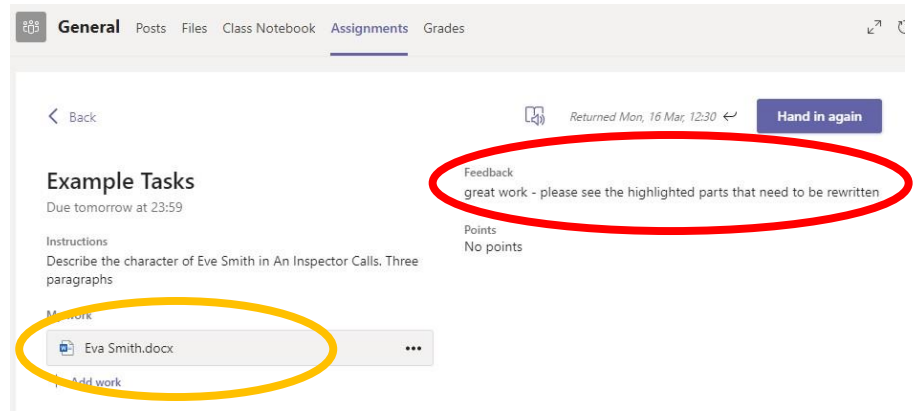 General Posts Files Class Notebook Assignments Grades
Back
Returned Mon, 16 Mar, 12:30
Hand in again
Example Tasks
Due tomorrow at 23:59
Instructions
Describe the character of Eve Smith in An Inspector Calls. Three
paragraphs
My work
Eva Smith.docx
Add work
Feedback
great work - please see the highlighted parts that need to be rewritten
Points
No points